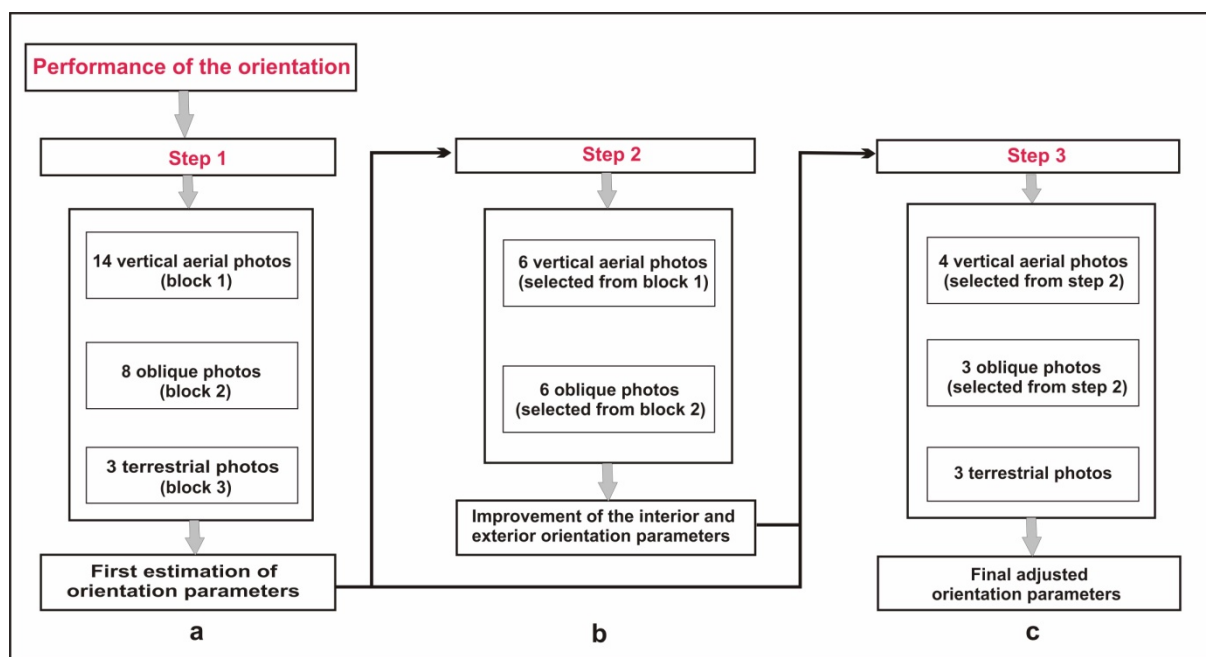 Performance of the orientation
Step 1
14 vertical aerial photos
(block 1)
8 oblique photos
(block 2)
3 terrestrial photos
(block 3)
First estimation of
orientation parameters
a
Step 2
6 vertical aerial photos
(selected from block 1)
6 oblique photos
(selected from block 2)
Improvement of the interior and
exterior orientation parameters
b
Step 3
4 vertical aerial photos
(selected from step 2)
3 oblique photos
(selected from step 2)
3 terrestrial photos
Final adjusted
orientation parameters
c